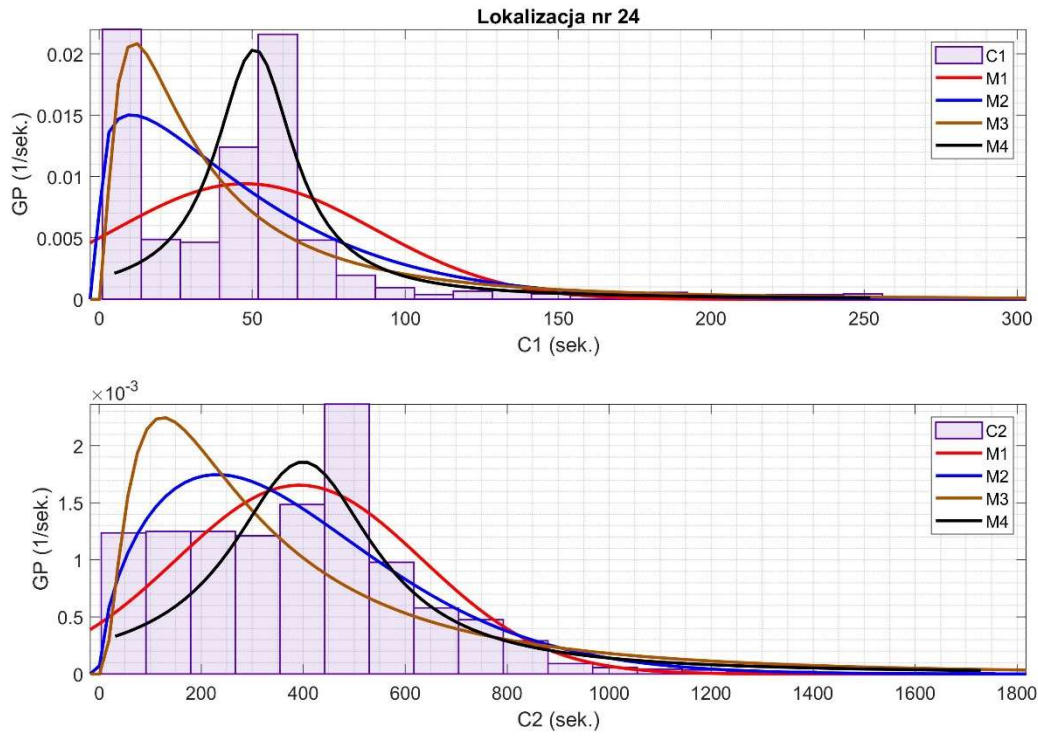 Lokalizacja nr 24
GP (1/sek.)
0.02
0.015
0.01
0.005
0
0 50 100 150 200 250 300
C1 (sek.)
C1
M1
M2
M3
M4
×10⁻³
GP (1/sek.)
2
1.5
1
0.5
0
0 200 400 600 800 1000 1200 1400 1600 1800
C2 (sek.)
C2
M1
M2
M3
M4